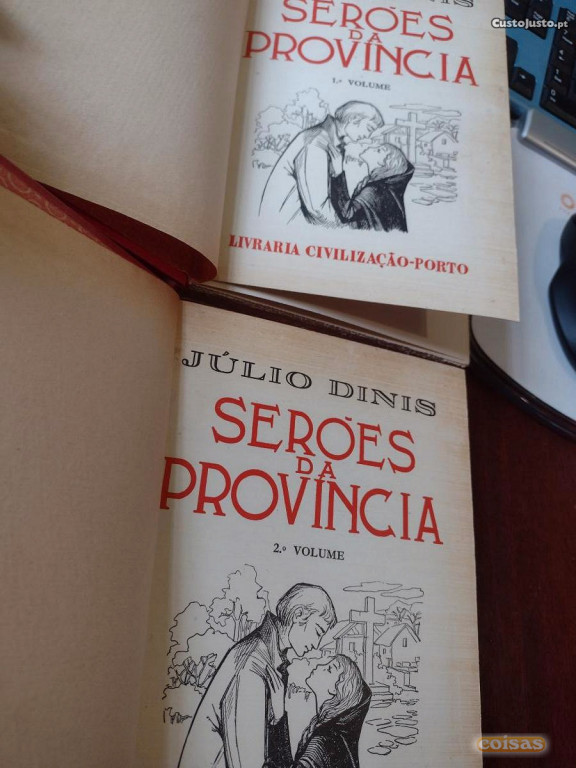 CustoJusto.pt
SERÕES
DA
PROVÍNCIA
1.º VOLUME
LIVRARIA CIVILIZAÇÃO-PORTO
JÚLIO DINIS
SERÕES
DA
PROVÍNCIA
2.º VOLUME
coisas